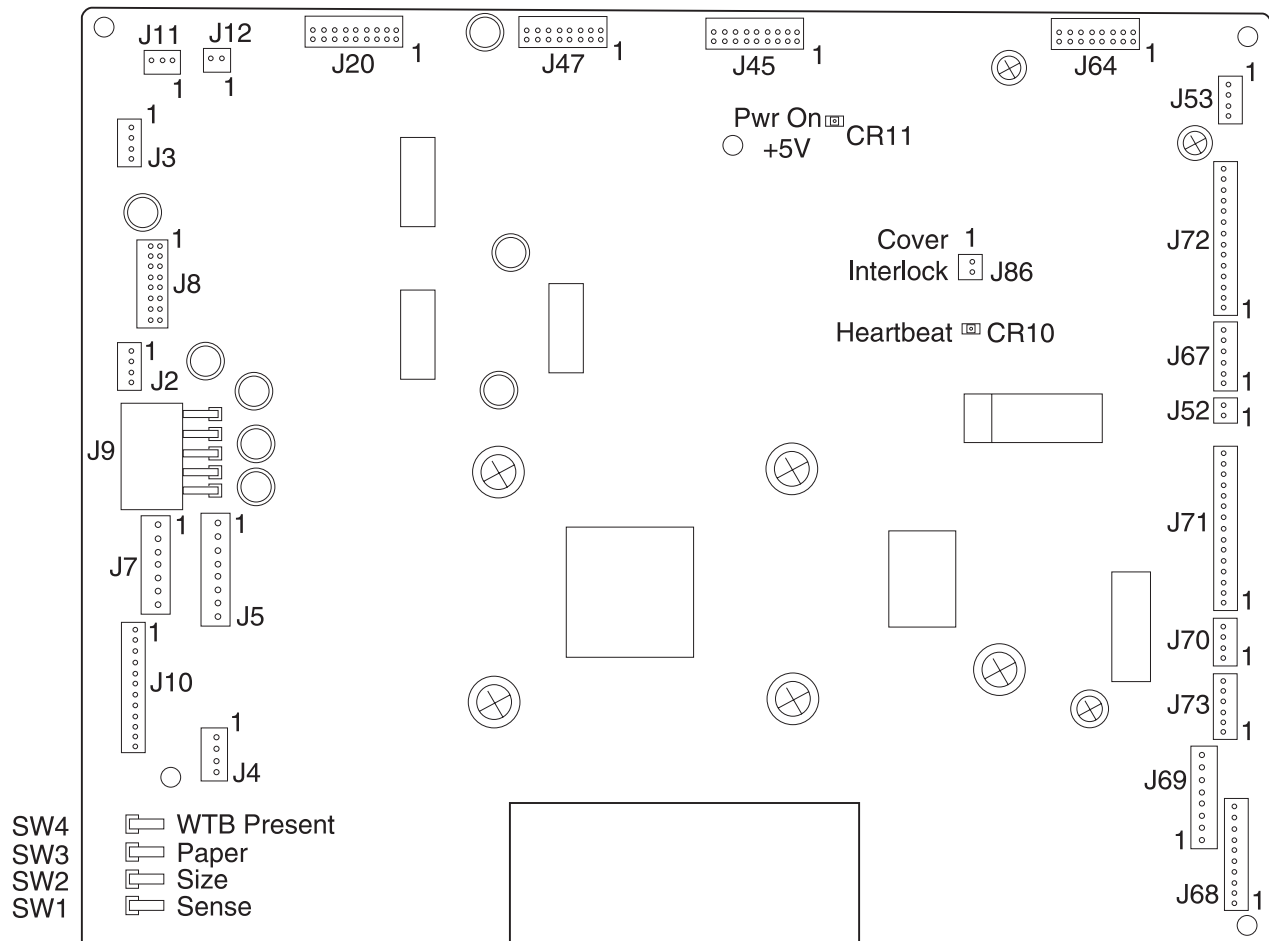 J11
J12
1
1
J20
1
J47
1
J45
1
J64
1
1
J53
Pwr On
CR11
+5V
1
J3
1
J8
J72
1
Cover 1
Interlock
J86
Heartbeat
CR10
1
J2
J67
1
J52
1
J9
1
J7
1
J5
J71
1
1
J10
J70
1
J73
1
1
J4
J69
1
J68
1
SW4
WTB Present
SW3
Paper
SW2
Size
SW1
Sense